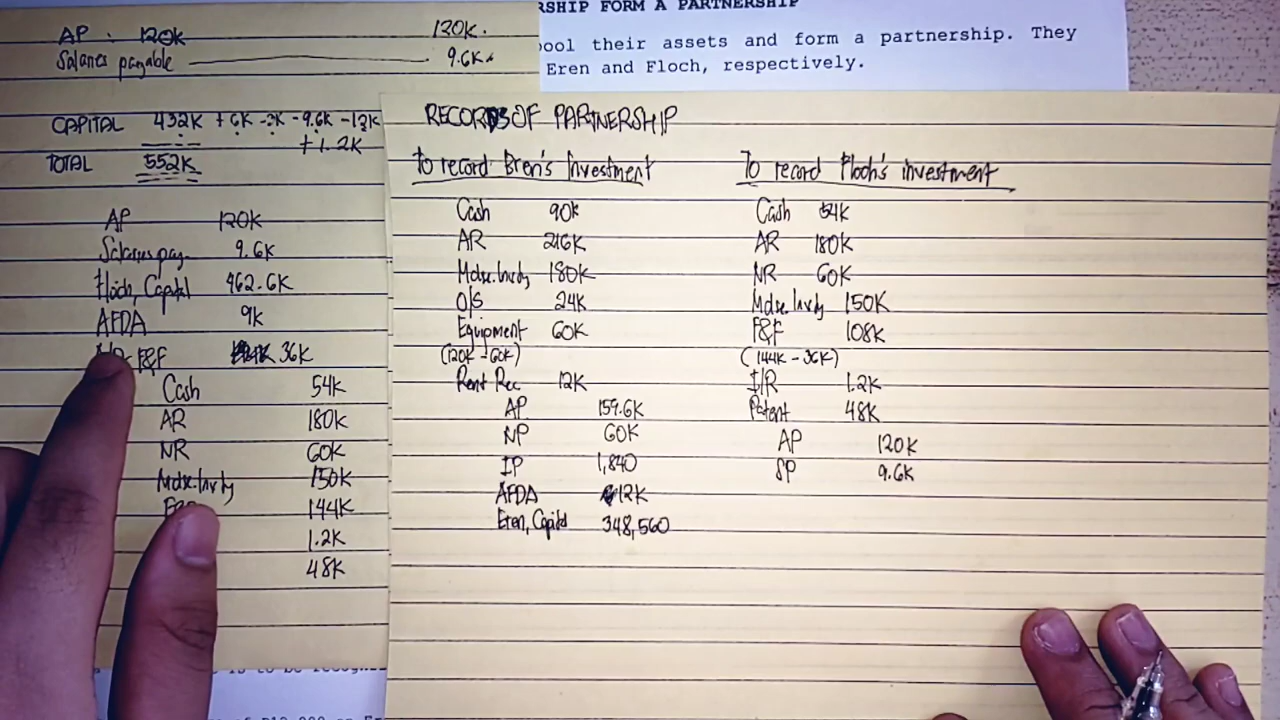 RSHIP FORM A PARTNERSHIP
ool their assets and form a partnership. They
Eren and Floch, respectively.
AP : 120K 120K.
Salaries payable 9.6K
CAPITAL 432K + 6K -3K -9.6K -12K
+1.2K
TOTAL 552K
AP 120K
Salaries pay. 9.6K
Floch, Capital 462.6K
AFDA 9K
F&F 36K
Cash 54K
AR 180K
NR 60K
Mdse. Invty 150K
144K
1.2K
48K
RECORDS OF PARTNERSHIP
To record Eren's Investment
Cash 90K
AR 216K
Mdse. Invty 180K
O/S 24K
Equipment 60K
(120K - 60K)
Rent Rec 12K
AP 159.6K
NP 60K
IP 1,840
AFDA 12K
Eren, Capital 348,560
To record Floch's investment
Cash 54K
AR 180K
NR 60K
Mdse. Invty 150K
F&F 108K
(144K - 36K)
I/R 1.2K
Patent 48K
AP 120K
SP 9.6K